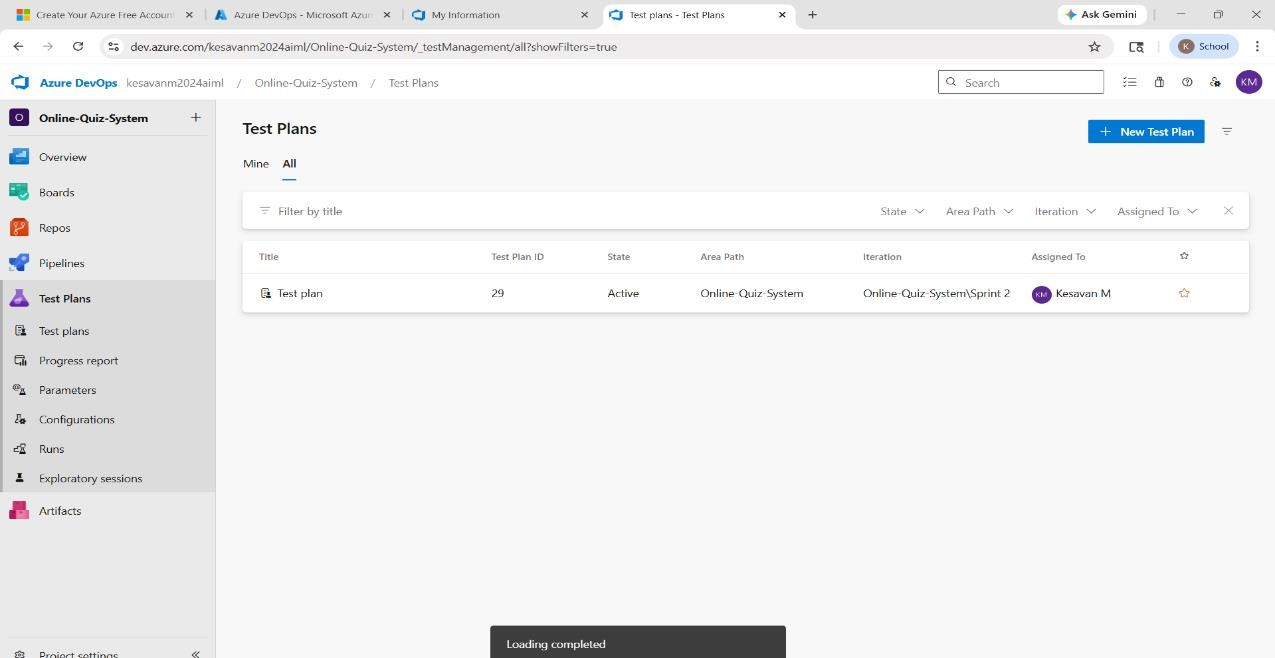 Create Your Azure Free Accoun
Azure DevOps - Microsoft Azur
My Information
Test plans - Test Plans
Ask Gemini
dev.azure.com/kesavanm2024aiml/Online-Quiz-System/_testManagement/all?showFilters=true
K School
Azure DevOps kesavanm2024aiml / Online-Quiz-System / Test Plans
Search
KM
O Online-Quiz-System
Overview
Boards
Repos
Pipelines
Test Plans
Test plans
Progress report
Parameters
Configurations
Runs
Exploratory sessions
Artifacts
Project settings
Test Plans
New Test Plan
Mine All
Filter by title State Area Path Iteration Assigned To
Title Test Plan ID State Area Path Iteration Assigned To
Test plan 29 Active Online-Quiz-System Online-Quiz-System\Sprint 2 KM Kesavan M
Loading completed